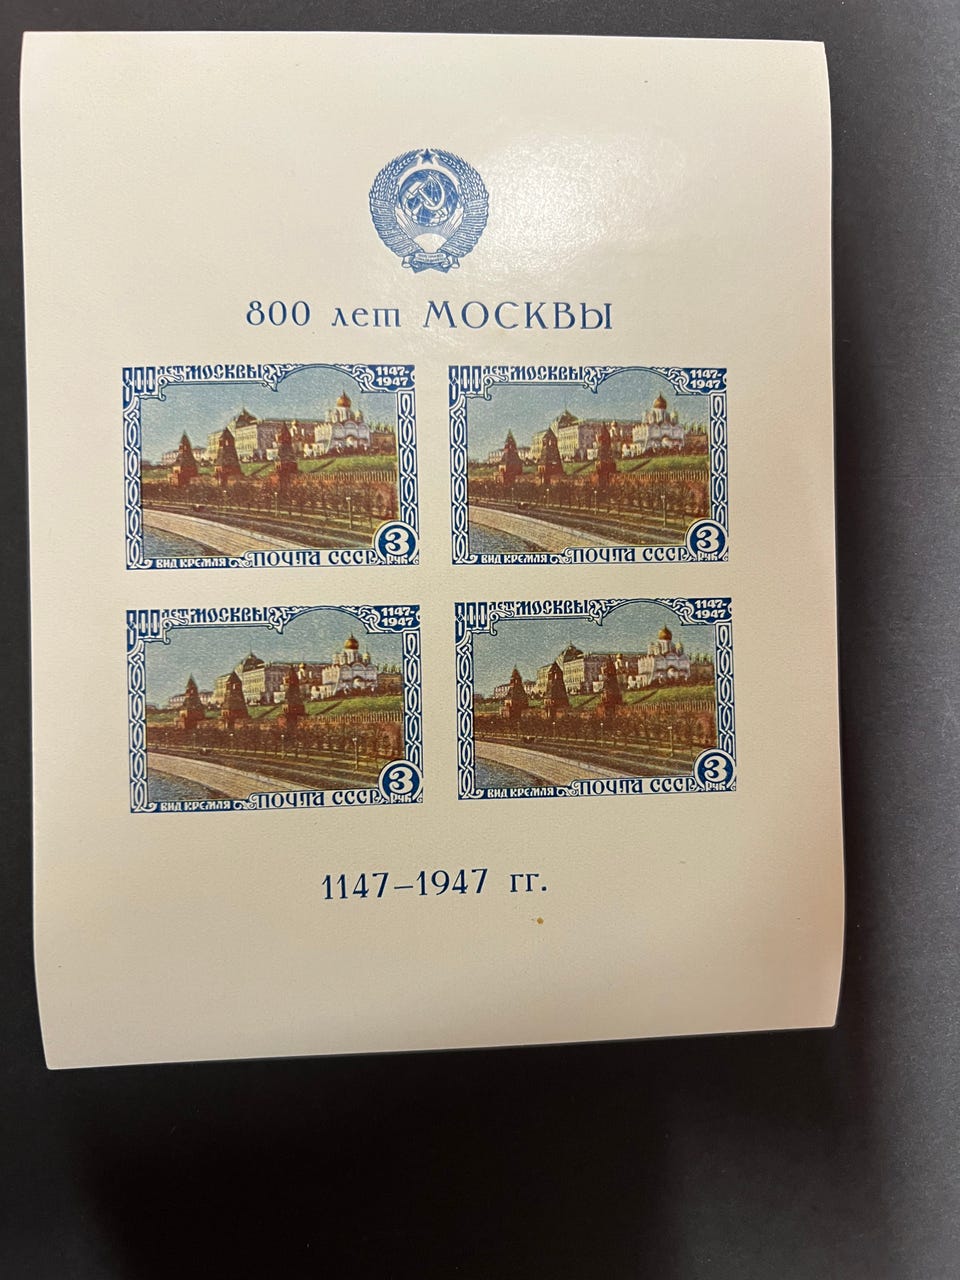 800 лет МОСКВЫ
800 ЛЕТ МОСКВЫ 1147-1947
ВИД КРЕМЛЯ ПОЧТА СССР 3 РУБ
800 ЛЕТ МОСКВЫ 1147-1947
ВИД КРЕМЛЯ ПОЧТА СССР 3 РУБ
800 ЛЕТ МОСКВЫ 1147-1947
ВИД КРЕМЛЯ ПОЧТА СССР 3 РУБ
800 ЛЕТ МОСКВЫ 1147-1947
ВИД КРЕМЛЯ ПОЧТА СССР 3 РУБ
1147–1947 гг.